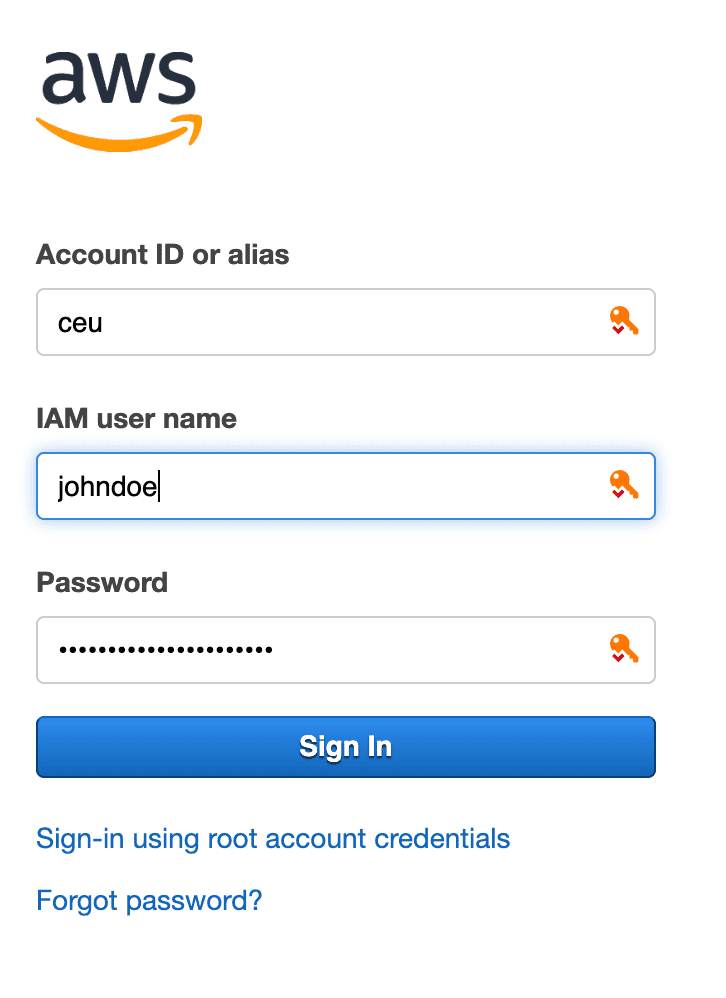 aws
Account ID or alias
ceu
IAM user name
johndoe
Password
••••••••••••••••••••••
Sign In
Sign-in using root account credentials
Forgot password?